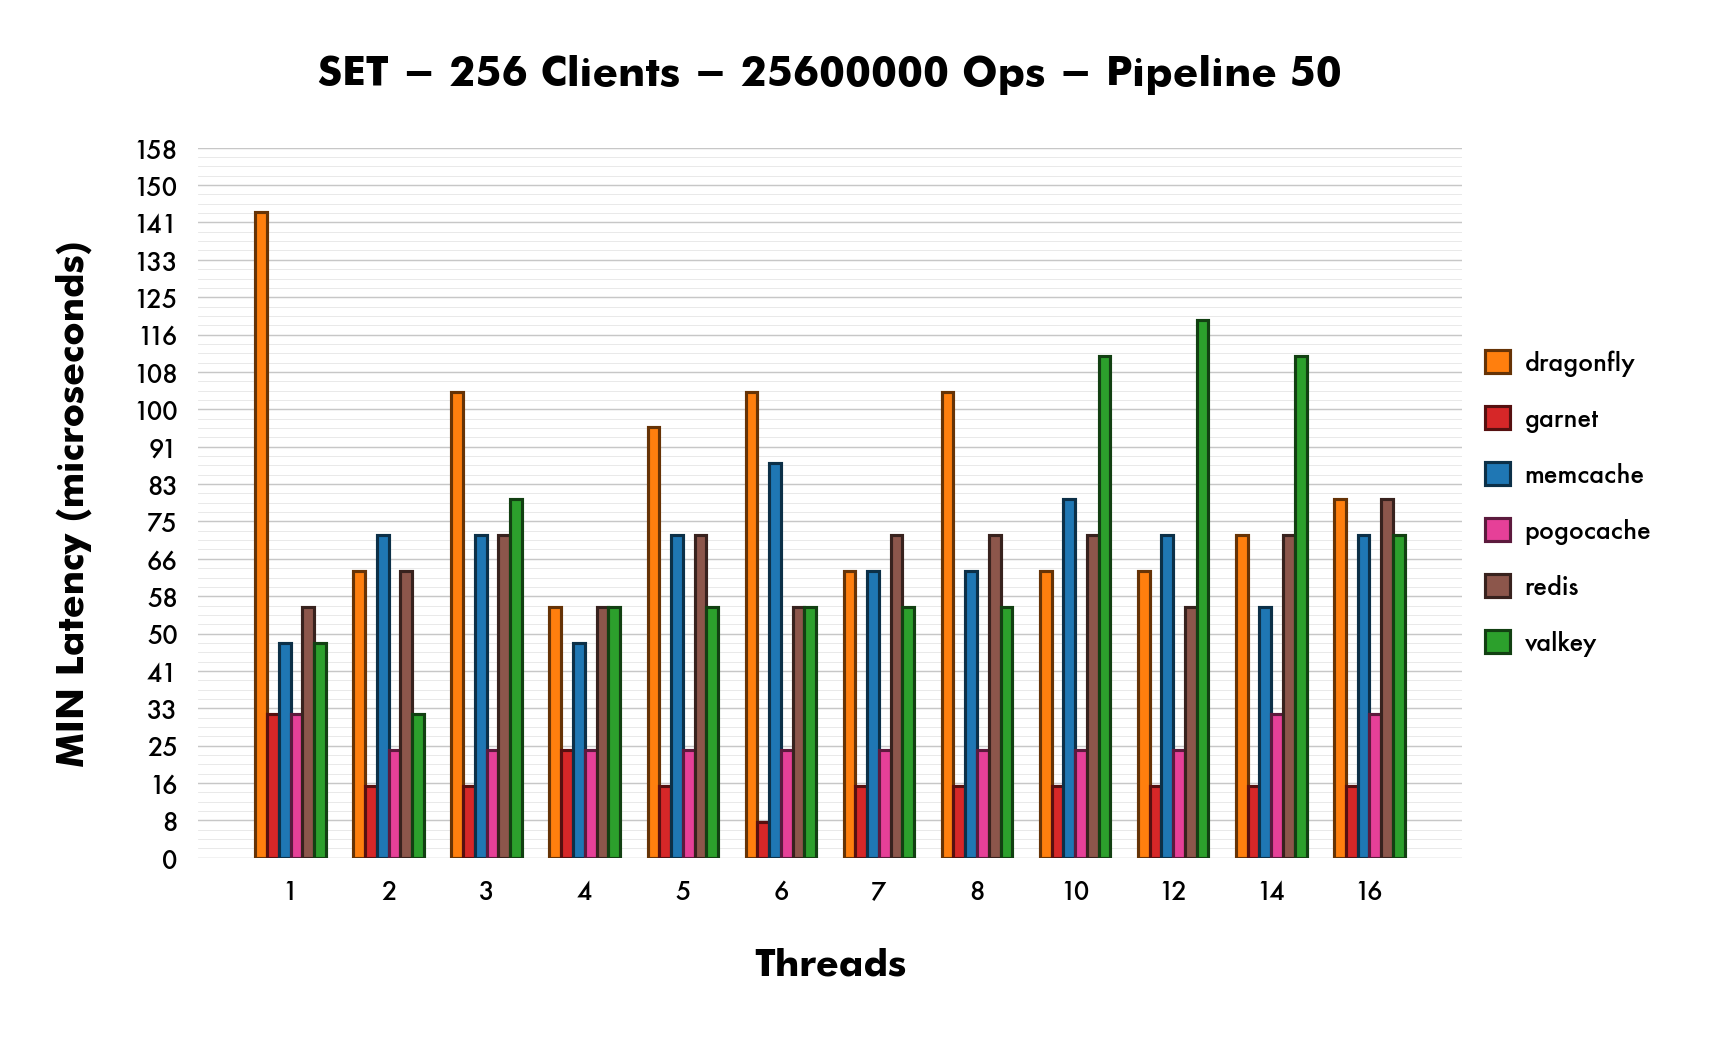 SET – 256 Clients – 25600000 Ops – Pipeline 50
MIN Latency (microseconds)
158
150
141
133
125
116
108
100
91
83
75
66
58
50
41
33
25
16
8
0
1 2 3 4 5 6 7 8 10 12 14 16
Threads
dragonfly
garnet
memcache
pogocache
redis
valkey